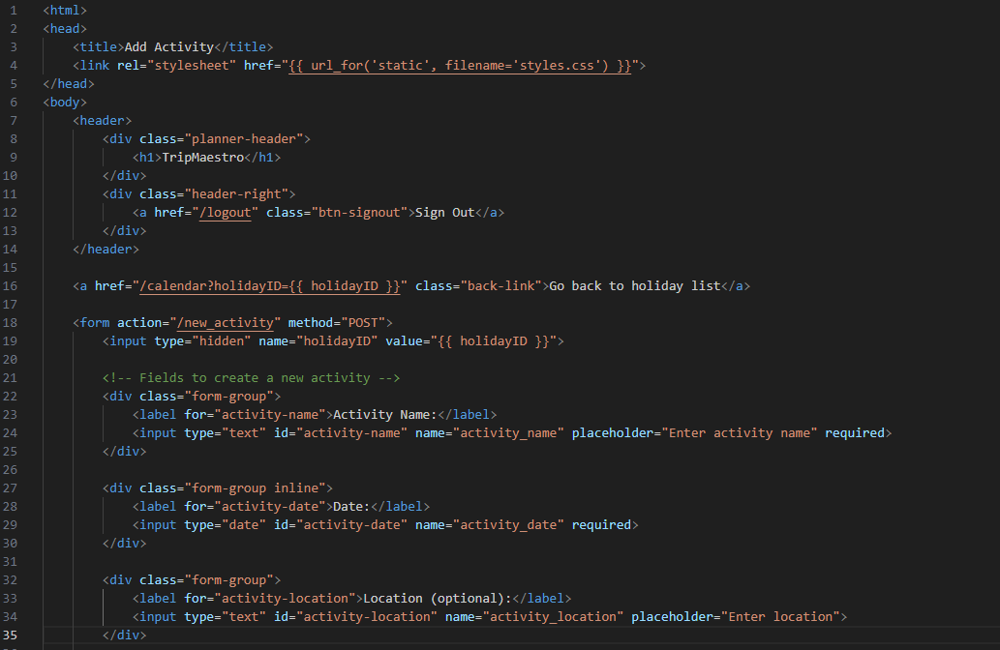 1 <html>
2 <head>
3     <title>Add Activity</title>
4     <link rel="stylesheet" href="{{ url_for('static', filename='styles.css') }}">
5 </head>
6 <body>
7     <header>
8         <div class="planner-header">
9             <h1>TripMaestro</h1>
10         </div>
11         <div class="header-right">
12             <a href="/logout" class="btn-signout">Sign Out</a>
13         </div>
14     </header>
15
16     <a href="/calendar?holidayID={{ holidayID }}" class="back-link">Go back to holiday list</a>
17
18     <form action="/new_activity" method="POST">
19         <input type="hidden" name="holidayID" value="{{ holidayID }}">
20
21         <!-- Fields to create a new activity -->
22         <div class="form-group">
23             <label for="activity-name">Activity Name:</label>
24             <input type="text" id="activity-name" name="activity_name" placeholder="Enter activity name" required>
25         </div>
26
27         <div class="form-group inline">
28             <label for="activity-date">Date:</label>
29             <input type="date" id="activity-date" name="activity_date" required>
30         </div>
31
32         <div class="form-group">
33             <label for="activity-location">Location (optional):</label>
34             <input type="text" id="activity-location" name="activity_location" placeholder="Enter location">
35         </div>